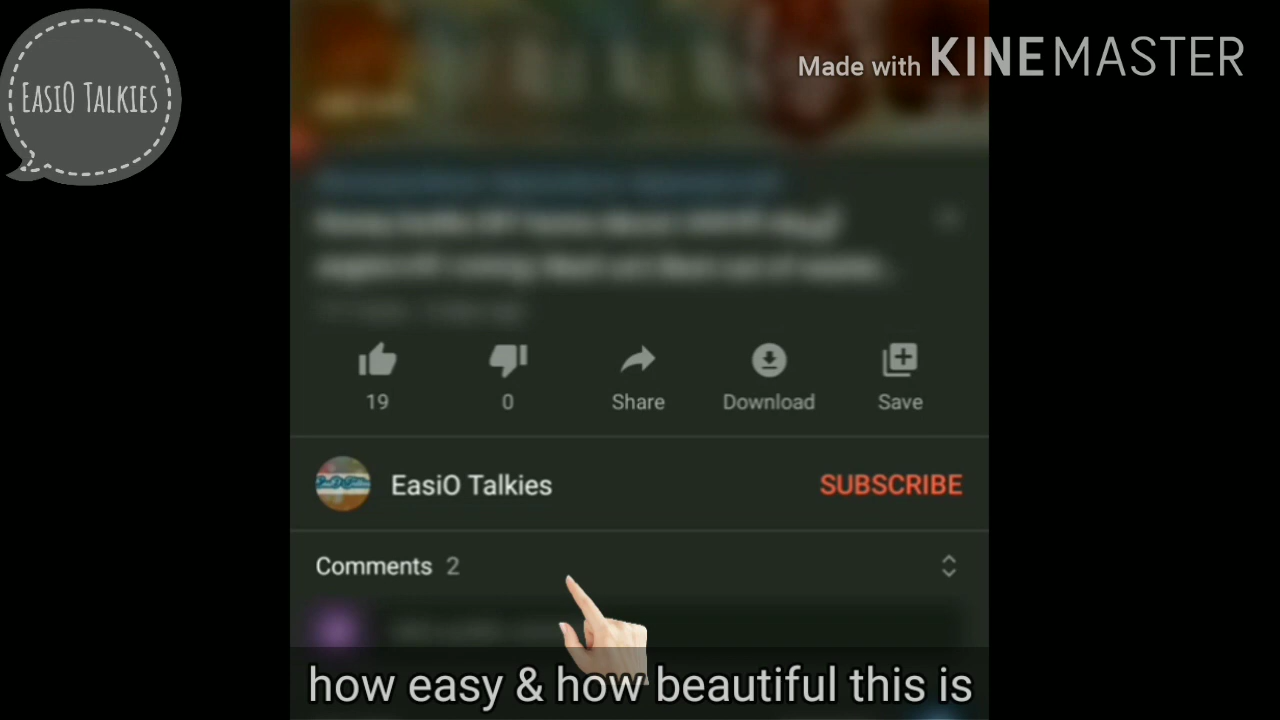 EASIO TALKIES
Made with KINEMASTER
19
0
Share
Download
Save
EasiO Talkies
SUBSCRIBE
Comments 2
how easy & how beautiful this is